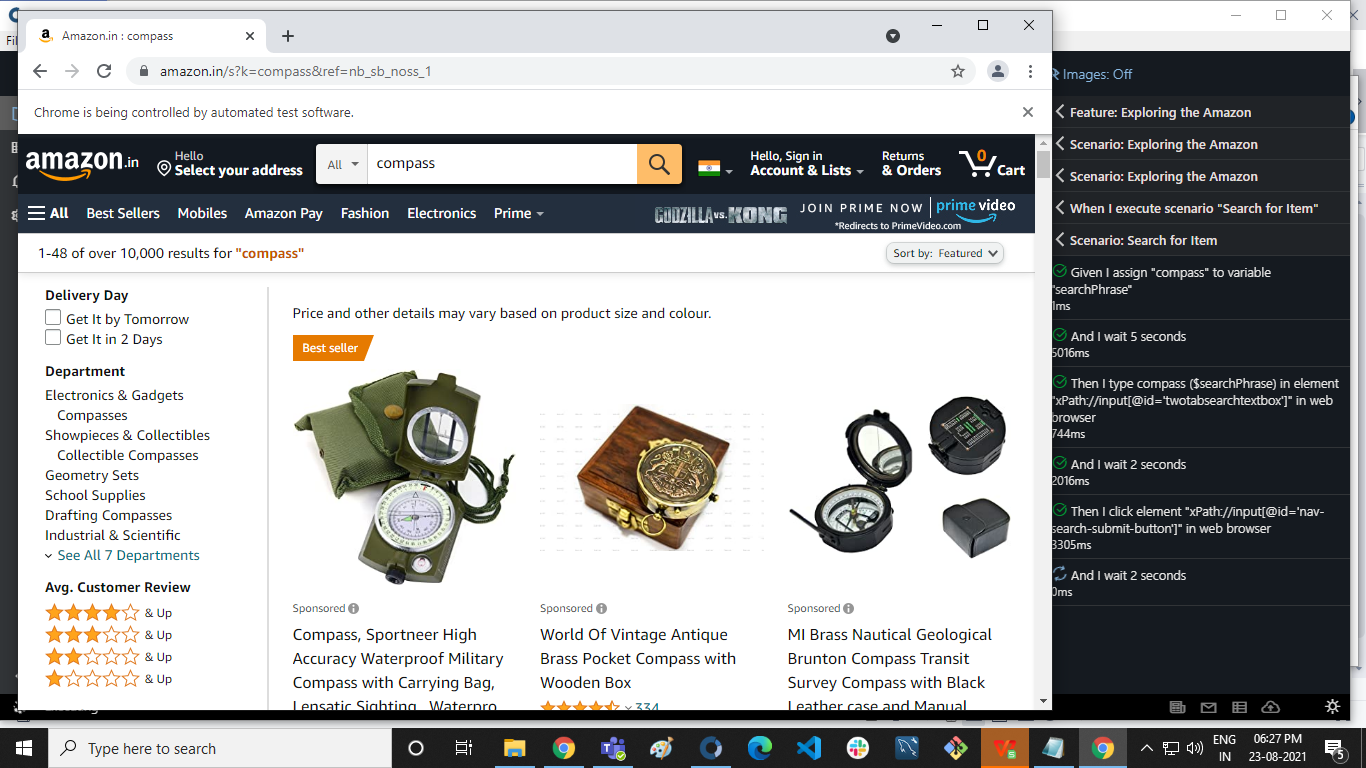 Amazon.in : compass
amazon.in/s?k=compass&ref=nb_sb_noss_1
Chrome is being controlled by automated test software.
amazon.in
Hello
Select your address
All
compass
Hello, Sign in
Account & Lists
Returns
& Orders
0
Cart
All
Best Sellers
Mobiles
Amazon Pay
Fashion
Electronics
Prime
GODZILLA VS. KONG
JOIN PRIME NOW
prime video
*Redirects to PrimeVideo.com
1-48 of over 10,000 results for "compass"
Sort by: Featured
Delivery Day
Get It by Tomorrow
Get It in 2 Days
Department
Electronics & Gadgets
Compasses
Showpieces & Collectibles
Collectible Compasses
Geometry Sets
School Supplies
Drafting Compasses
Industrial & Scientific
See All 7 Departments
Avg. Customer Review
& Up
& Up
& Up
& Up
Price and other details may vary based on product size and colour.
Best seller
Sponsored
Compass, Sportneer High
Accuracy Waterproof Military
Compass with Carrying Bag,
Lensatic Sighting , Waterpro
Sponsored
World Of Vintage Antique
Brass Pocket Compass with
Wooden Box
334
Sponsored
MI Brass Nautical Geological
Brunton Compass Transit
Survey Compass with Black
Leather case and Manual
Images: Off
Feature: Exploring the Amazon
Scenario: Exploring the Amazon
Scenario: Exploring the Amazon
When I execute scenario "Search for Item"
Scenario: Search for Item
Given I assign "compass" to variable
"searchPhrase"
1ms
And I wait 5 seconds
5016ms
Then I type compass ($searchPhrase) in element
"xPath://input[@id='twotabsearchtextbox']" in web
browser
744ms
And I wait 2 seconds
2016ms
Then I click element "xPath://input[@id='nav-
search-submit-button']" in web browser
3305ms
And I wait 2 seconds
0ms
Type here to search
ENG
IN
06:27 PM
23-08-2021
5